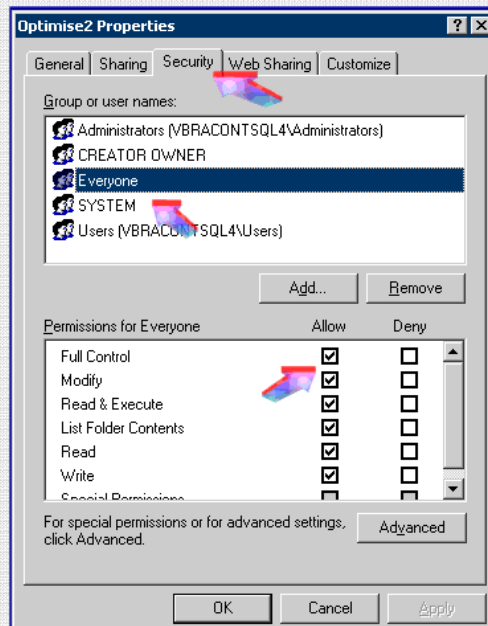 Optimise2 Properties
General Sharing Security Web Sharing Customize
Group or user names:
Administrators (VBRACONTSQL4\Administrators)
CREATOR OWNER
Everyone
SYSTEM
Users (VBRACONTSQL4\Users)
Add... Remove
Permissions for Everyone Allow Deny
Full Control
Modify
Read & Execute
List Folder Contents
Read
Write
Special Permissions
For special permissions or for advanced settings,
click Advanced.
Advanced
OK Cancel Apply